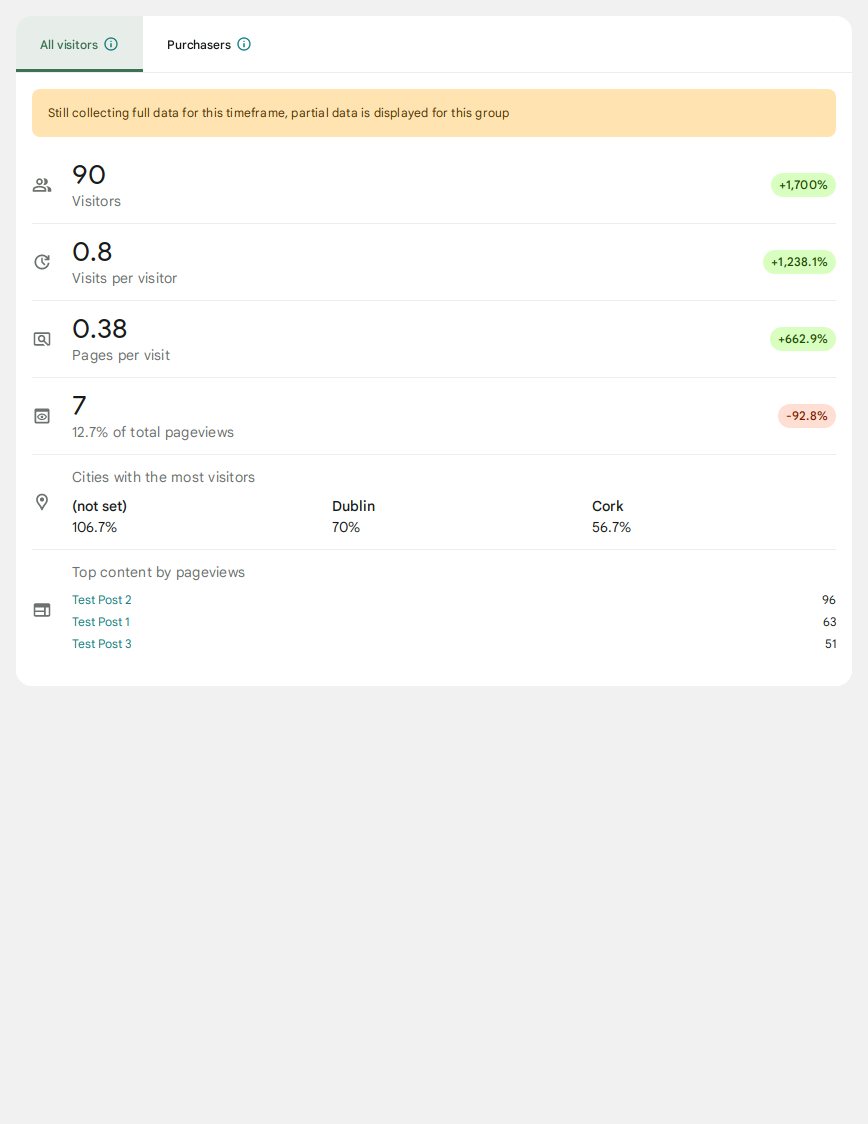 All visitors
Purchasers
Still collecting full data for this timeframe, partial data is displayed for this group
90
Visitors
+1,700%
0.8
Visits per visitor
+1,238.1%
0.38
Pages per visit
+662.9%
7
12.7% of total pageviews
-92.8%
Cities with the most visitors
(not set) Dublin Cork
106.7% 70% 56.7%
Top content by pageviews
Test Post 2 96
Test Post 1 63
Test Post 3 51